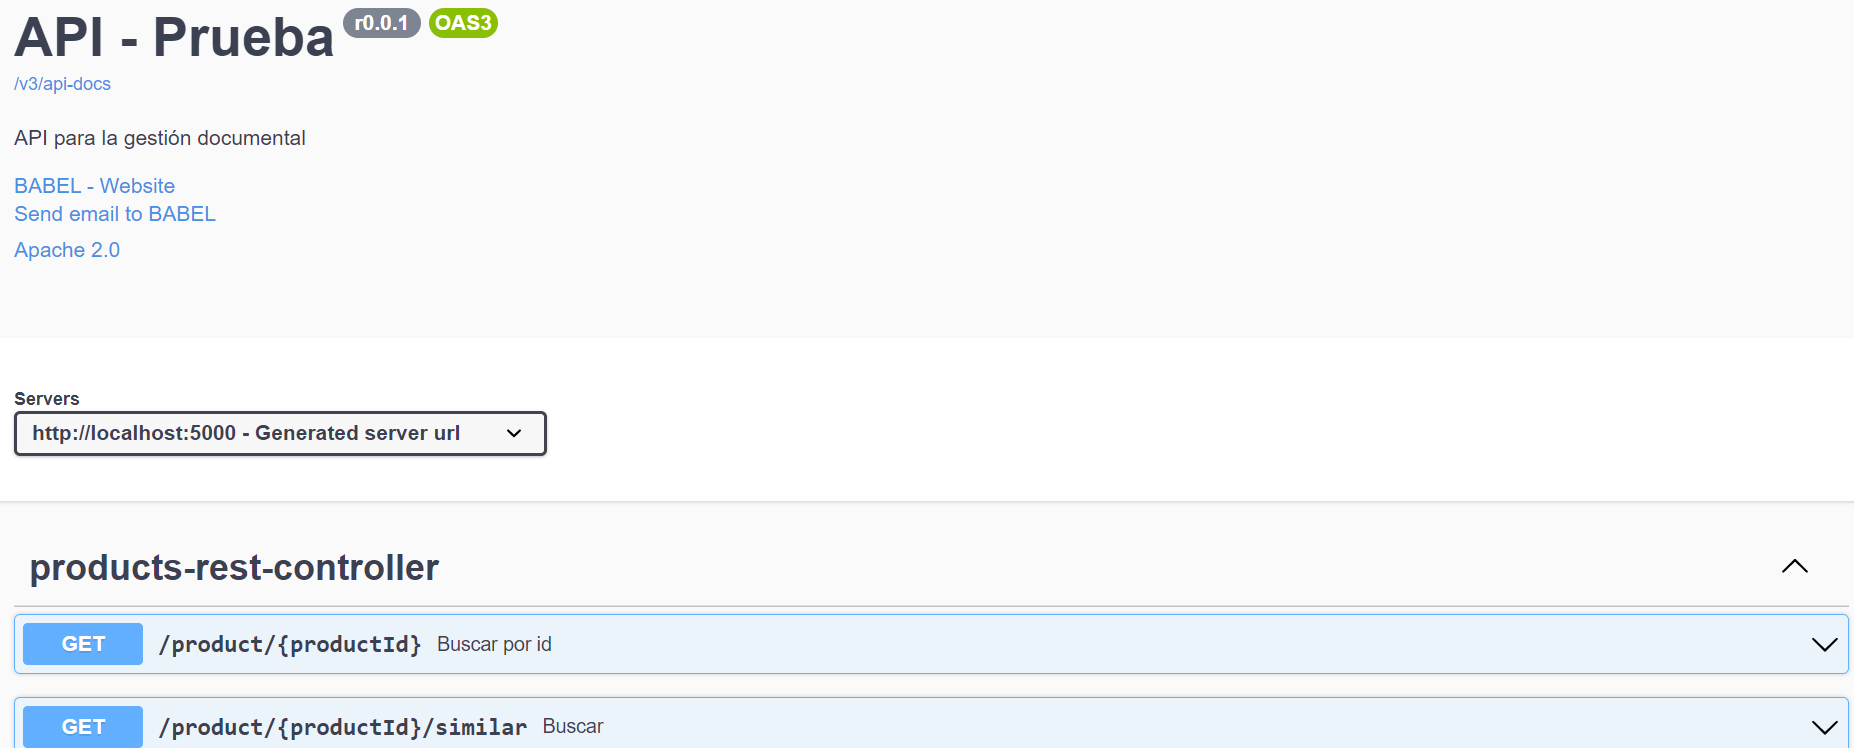 API - Prueba r0.0.1 OAS3
/v3/api-docs
API para la gestión documental
BABEL - Website
Send email to BABEL
Apache 2.0
Servers
http://localhost:5000 - Generated server url
products-rest-controller
GET /product/{productId} Buscar por id
GET /product/{productId}/similar Buscar